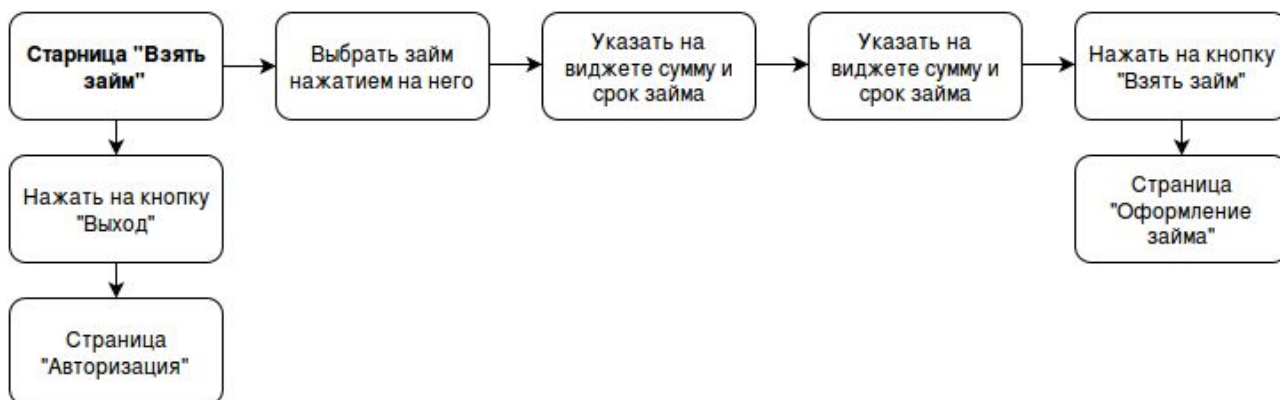 Старница "Взять
займ"
Выбрать займ
нажатием на него
Указать на
виджете сумму и
срок займа
Указать на
виджете сумму и
срок займа
Нажать на кнопку
"Взять займ"
Нажать на кнопку
"Выход"
Страница
"Оформление
займа"
Страница
"Авторизация"